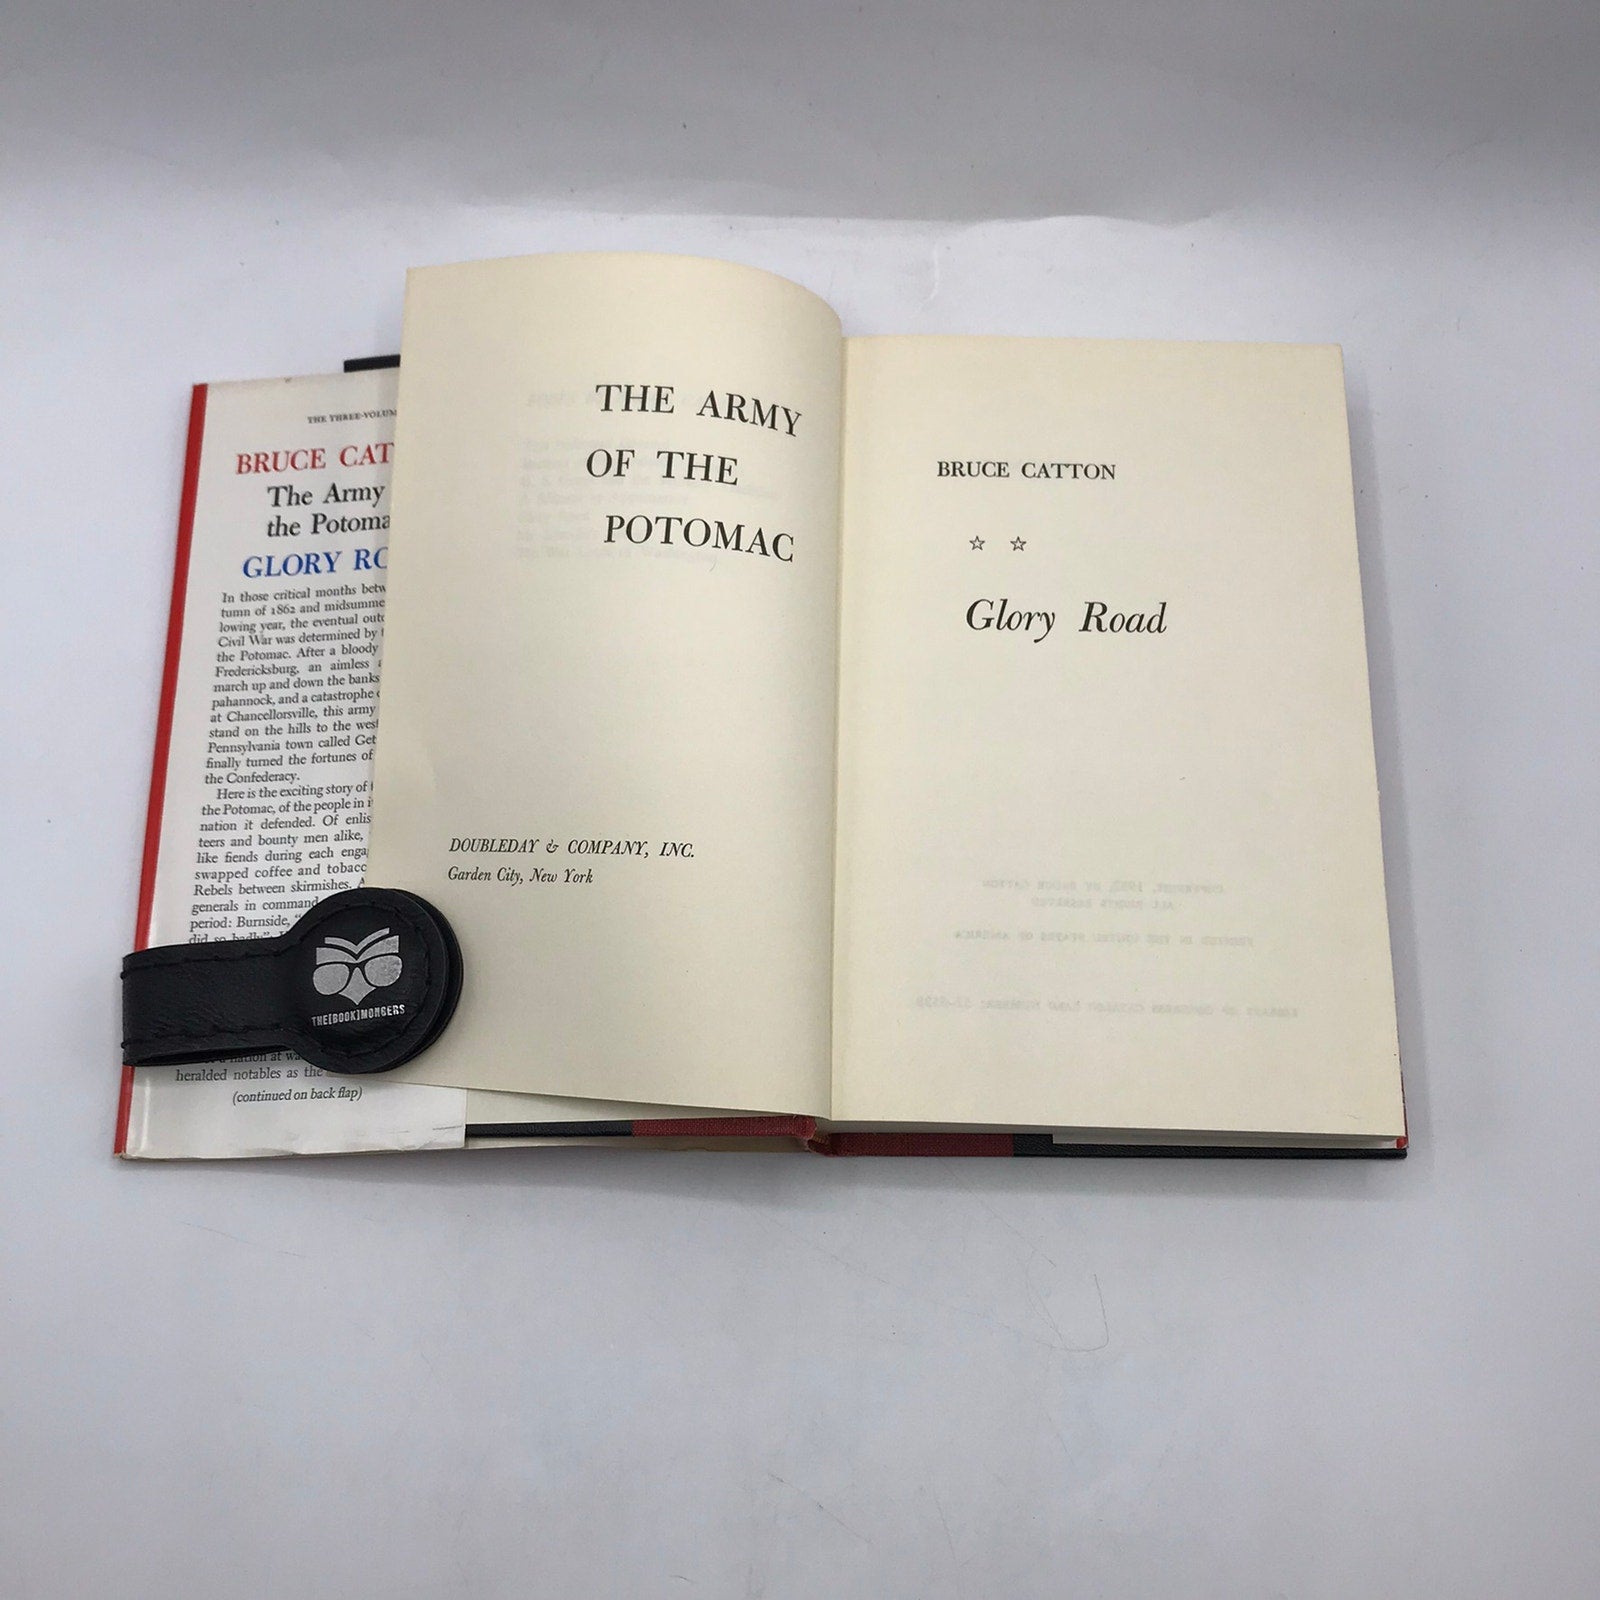 THE THREE-VOLUM
BRUCE CAT
The Army
the Potoma
GLORY RO
In those critical months betw
tumn of 1862 and midsumme
lowing year, the eventual outc
Civil War was determined by t
the Potomac. After a bloody
Fredericksburg, an aimless a
march up and down the banks
pahannock, and a catastrophe
at Chancellorsville, this army
stand on the hills to the west
Pennsylvania town called Get
finally turned the fortunes of
the Confederacy.
Here is the exciting story of
the Potomac, of the people in i
nation it defended. Of enlis
teers and bounty men alike,
like fiends during each enga
swapped coffee and tobacc
Rebels between skirmishes. A
generals in command
period: Burnside, "
did so badly"
a nation at wa
heralded notables as the
(continued on back flap)
THE[BOOK]MONGERS
THE ARMY
OF THE
POTOMAC
DOUBLEDAY & COMPANY, INC.
Garden City, New York
BRUCE CATTON
☆ ☆
Glory Road